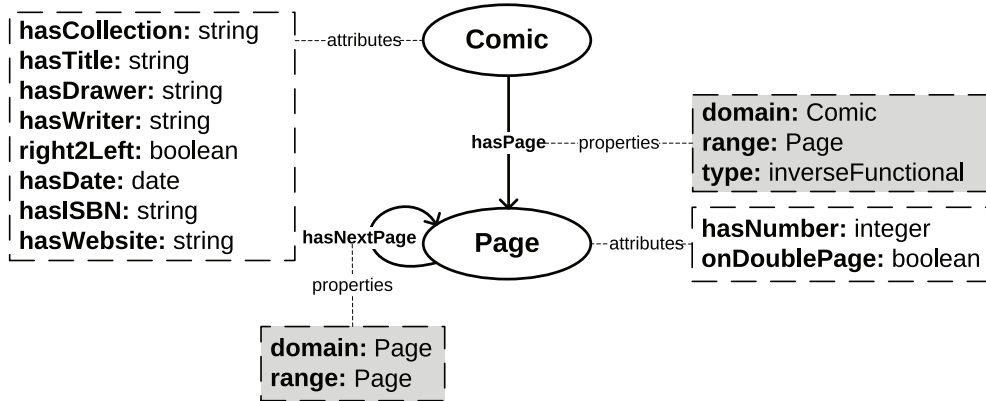 hasCollection: string
hasTitle: string
hasDrawer: string
hasWriter: string
right2Left: boolean
hasDate: date
hasISBN: string
hasWebsite: string
attributes
Comic
hasPage
properties
domain: Comic
range: Page
type: inverseFunctional
hasNextPage
Page
attributes
hasNumber: integer
onDoublePage: boolean
properties
domain: Page
range: Page